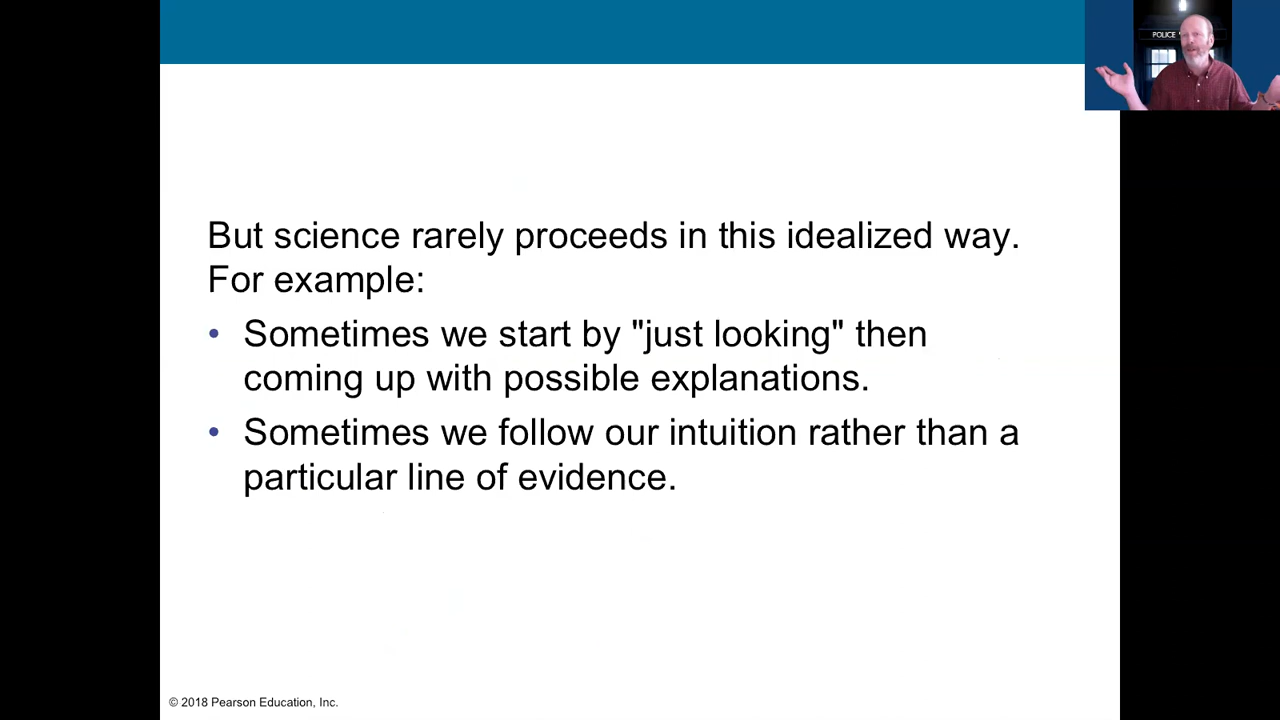 POLICE
But science rarely proceeds in this idealized way.
For example:
• Sometimes we start by "just looking" then
coming up with possible explanations.
• Sometimes we follow our intuition rather than a
particular line of evidence.
© 2018 Pearson Education, Inc.